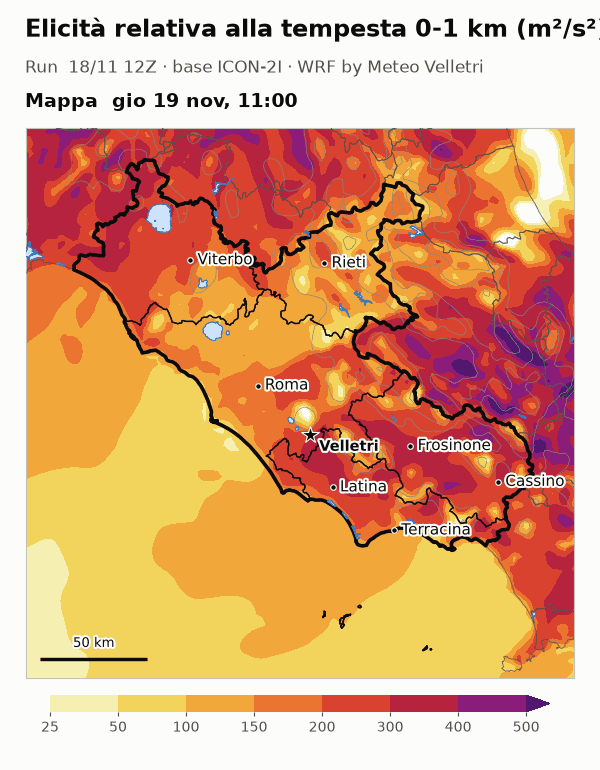 Elicità relativa alla tempesta 0-1 km (m²/s²)
Run 18/11 12Z · base ICON-2I · WRF by Meteo Velletri
Mappa gio 19 nov, 11:00
Viterbo
Rieti
Roma
Velletri
Frosinone
Latina
Cassino
Terracina
50 km
25 50 100 150 200 300 400 500